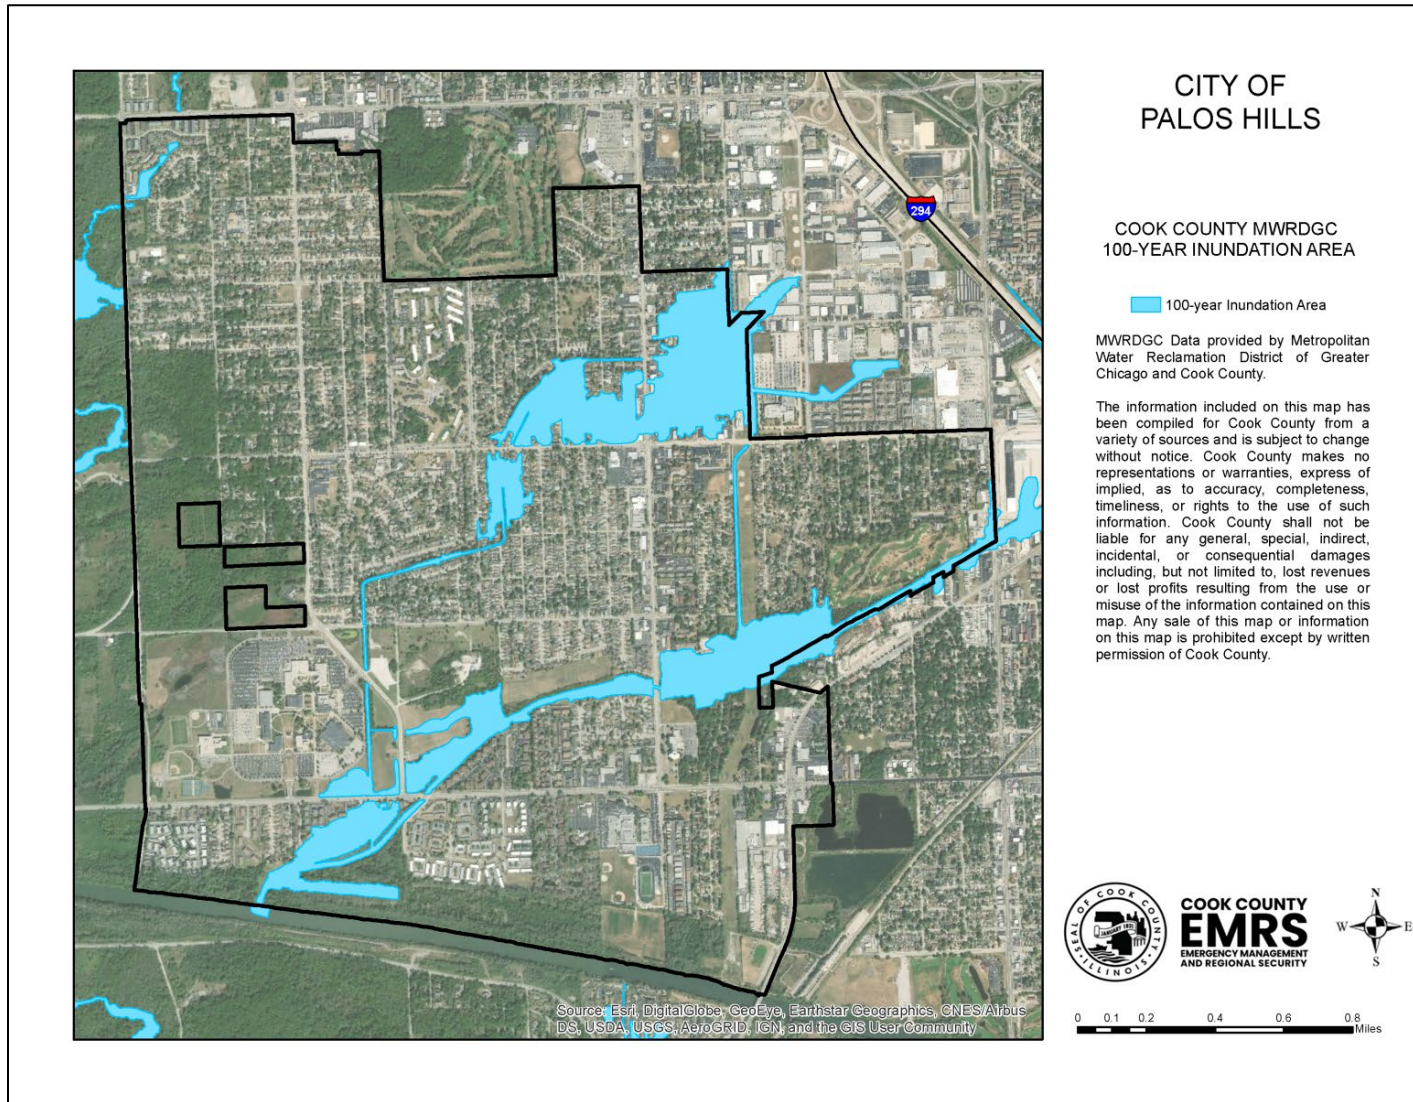 CITY OF
PALOS HILLS
294
COOK COUNTY MWRDGC
100-YEAR INUNDATION AREA
100-year Inundation Area
MWRDGC Data provided by Metropolitan
Water Reclamation District of Greater
Chicago and Cook County.
The information included on this map has
been compiled for Cook County from a
variety of sources and is subject to change
without notice. Cook County makes no
representations or warranties, express of
implied, as to accuracy, completeness,
timeliness, or rights to the use of such
information. Cook County shall not be
liable for any general, special, indirect,
incidental, or consequential damages
including, but not limited to, lost revenues
or lost profits resulting from the use or
misuse of the information contained on this
map. Any sale of this map or information
on this map is prohibited except by written
permission of Cook County.
SEAL OF COOK COUNTY
JANUARY 1831
ILLINOIS
COOK COUNTY
EMRS
EMERGENCY MANAGEMENT
AND REGIONAL SECURITY
N
W E
S
Source: Esri, DigitalGlobe, GeoEye, Earthstar Geographics, CNES/Airbus
DS, USDA, USGS, AeroGRID, IGN, and the GIS User Community
0 0.1 0.2 0.4 0.6 0.8
Miles